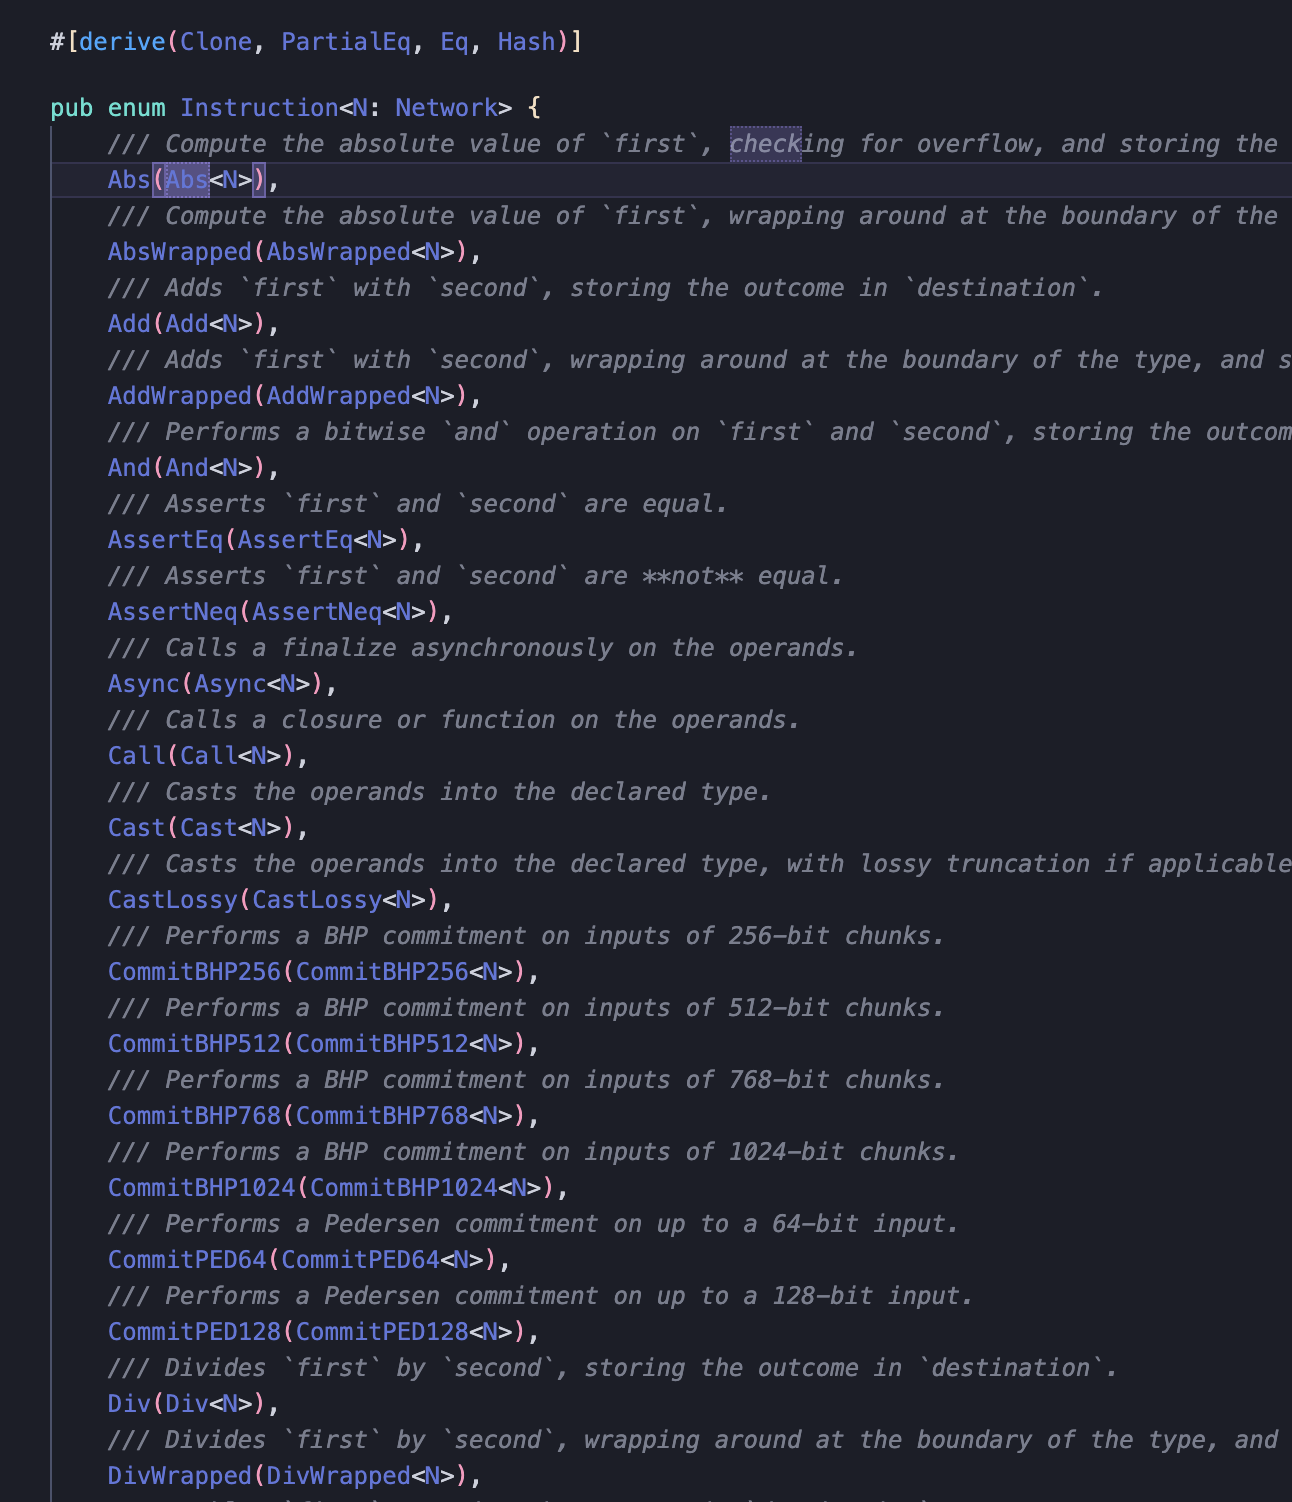 #[derive(Clone, PartialEq, Eq, Hash)]
pub enum Instruction<N: Network> {
/// Compute the absolute value of `first`, checking for overflow, and storing the
Abs(Abs<N>),
/// Compute the absolute value of `first`, wrapping around at the boundary of the
AbsWrapped(AbsWrapped<N>),
/// Adds `first` with `second`, storing the outcome in `destination`.
Add(Add<N>),
/// Adds `first` with `second`, wrapping around at the boundary of the type, and s
AddWrapped(AddWrapped<N>),
/// Performs a bitwise `and` operation on `first` and `second`, storing the outcom
And(And<N>),
/// Asserts `first` and `second` are equal.
AssertEq(AssertEq<N>),
/// Asserts `first` and `second` are **not** equal.
AssertNeq(AssertNeq<N>),
/// Calls a finalize asynchronously on the operands.
Async(Async<N>),
/// Calls a closure or function on the operands.
Call(Call<N>),
/// Casts the operands into the declared type.
Cast(Cast<N>),
/// Casts the operands into the declared type, with lossy truncation if applicable
CastLossy(CastLossy<N>),
/// Performs a BHP commitment on inputs of 256-bit chunks.
CommitBHP256(CommitBHP256<N>),
/// Performs a BHP commitment on inputs of 512-bit chunks.
CommitBHP512(CommitBHP512<N>),
/// Performs a BHP commitment on inputs of 768-bit chunks.
CommitBHP768(CommitBHP768<N>),
/// Performs a BHP commitment on inputs of 1024-bit chunks.
CommitBHP1024(CommitBHP1024<N>),
/// Performs a Pedersen commitment on up to a 64-bit input.
CommitPED64(CommitPED64<N>),
/// Performs a Pedersen commitment on up to a 128-bit input.
CommitPED128(CommitPED128<N>),
/// Divides `first` by `second`, storing the outcome in `destination`.
Div(Div<N>),
/// Divides `first` by `second`, wrapping around at the boundary of the type, and
DivWrapped(DivWrapped<N>),